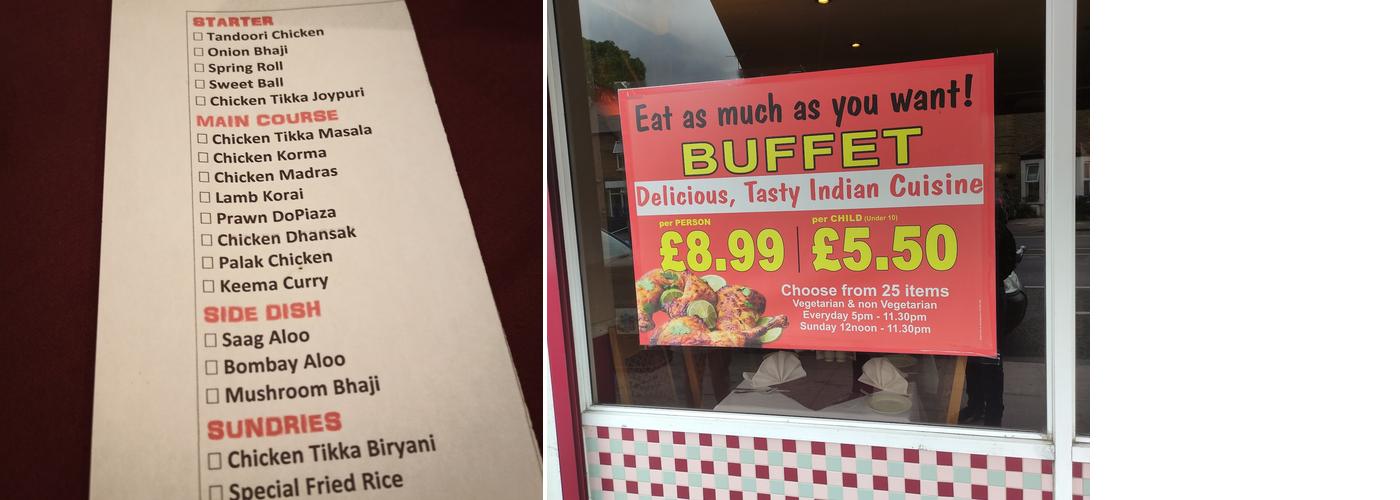 STARTER
☐ Tandoori Chicken
☐ Onion Bhaji
☐ Spring Roll
☐ Sweet Ball
☐ Chicken Tikka Joypuri
MAIN COURSE
☐ Chicken Tikka Masala
☐ Chicken Korma
☐ Chicken Madras
☐ Lamb Korai
☐ Prawn DoPiaza
☐ Chicken Dhansak
☐ Palak Chicken
☐ Keema Curry
SIDE DISH
☐ Saag Aloo
☐ Bombay Aloo
☐ Mushroom Bhaji
SUNDRIES
☐ Chicken Tikka Biryani
☐ Special Fried Rice
Eat as much as you want!
BUFFET
Delicious, Tasty Indian Cuisine
per PERSON
£8.99
per CHILD (Under 10)
£5.50
Choose from 25 items
Vegetarian & non Vegetarian
Everyday 5pm - 11.30pm
Sunday 12noon - 11.30pm